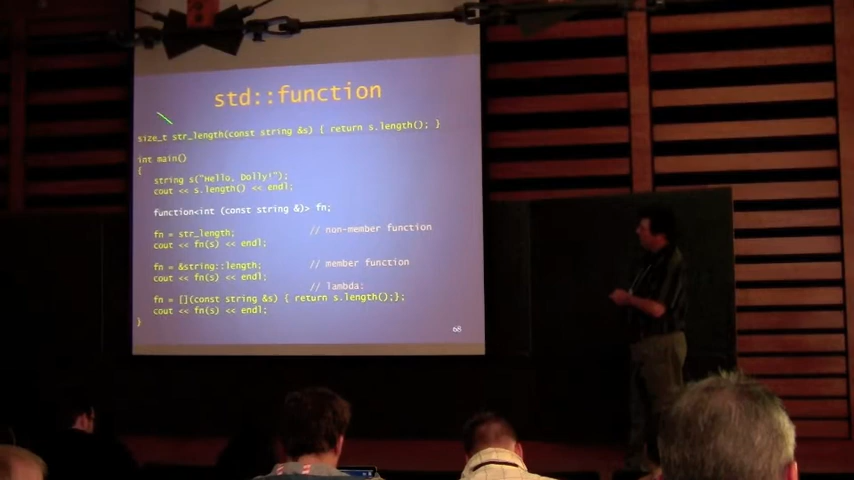 std::function
size_t str_length(const string &s) { return s.length(); }
int main()
{
string s("Hello, Dolly!");
cout << s.length() << endl;
function<int (const string &)> fn;
fn = str_length; // non-member function
cout << fn(s) << endl;
fn = &string::length; // member function
cout << fn(s) << endl;
// lambda:
fn = [](const string &s) { return s.length();};
cout << fn(s) << endl;
}
68